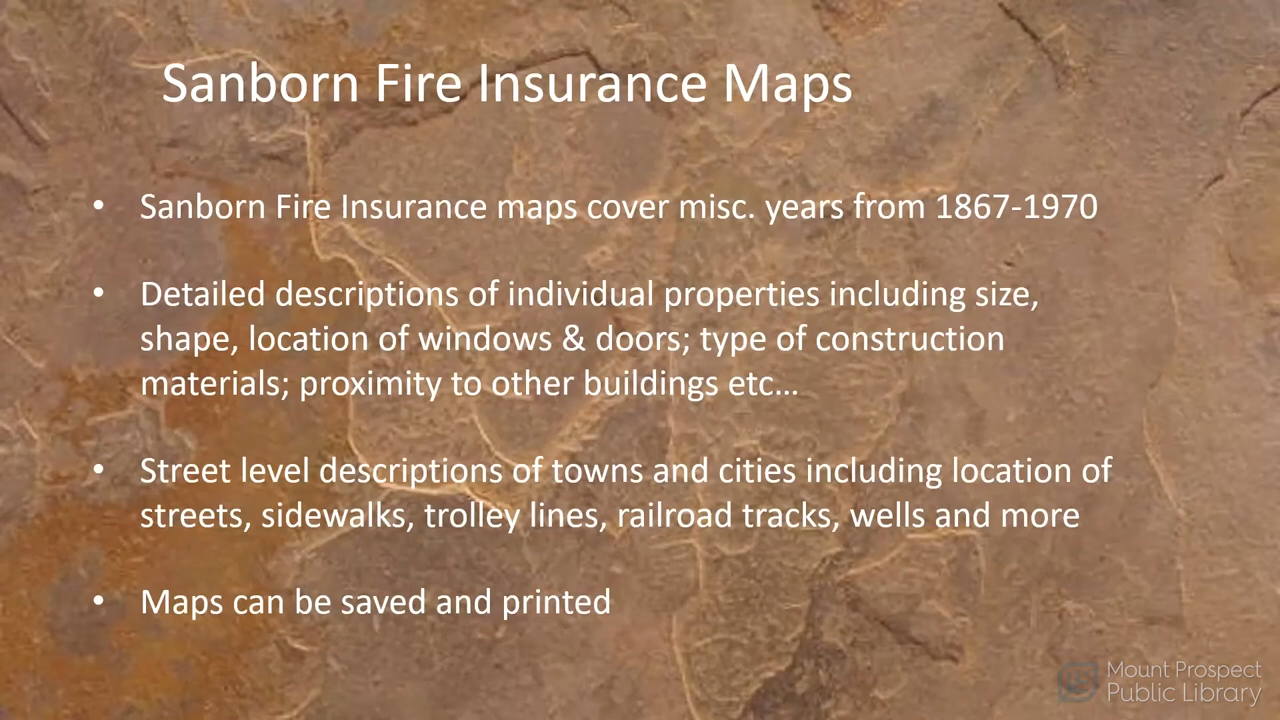 Sanborn Fire Insurance Maps
• Sanborn Fire Insurance maps cover misc. years from 1867-1970
• Detailed descriptions of individual properties including size,
shape, location of windows & doors; type of construction
materials; proximity to other buildings etc…
• Street level descriptions of towns and cities including location of
streets, sidewalks, trolley lines, railroad tracks, wells and more
• Maps can be saved and printed
Mount Prospect
Public Library